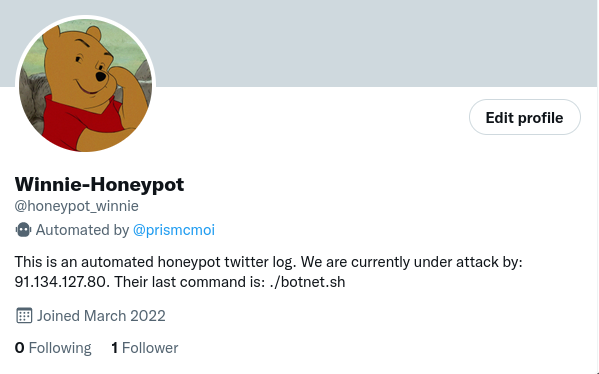 Edit profile
Winnie-Honeypot
@honeypot_winnie
Automated by @prismcmoi
This is an automated honeypot twitter log. We are currently under attack by:
91.134.127.80. Their last command is: ./botnet.sh
Joined March 2022
0 Following 1 Follower